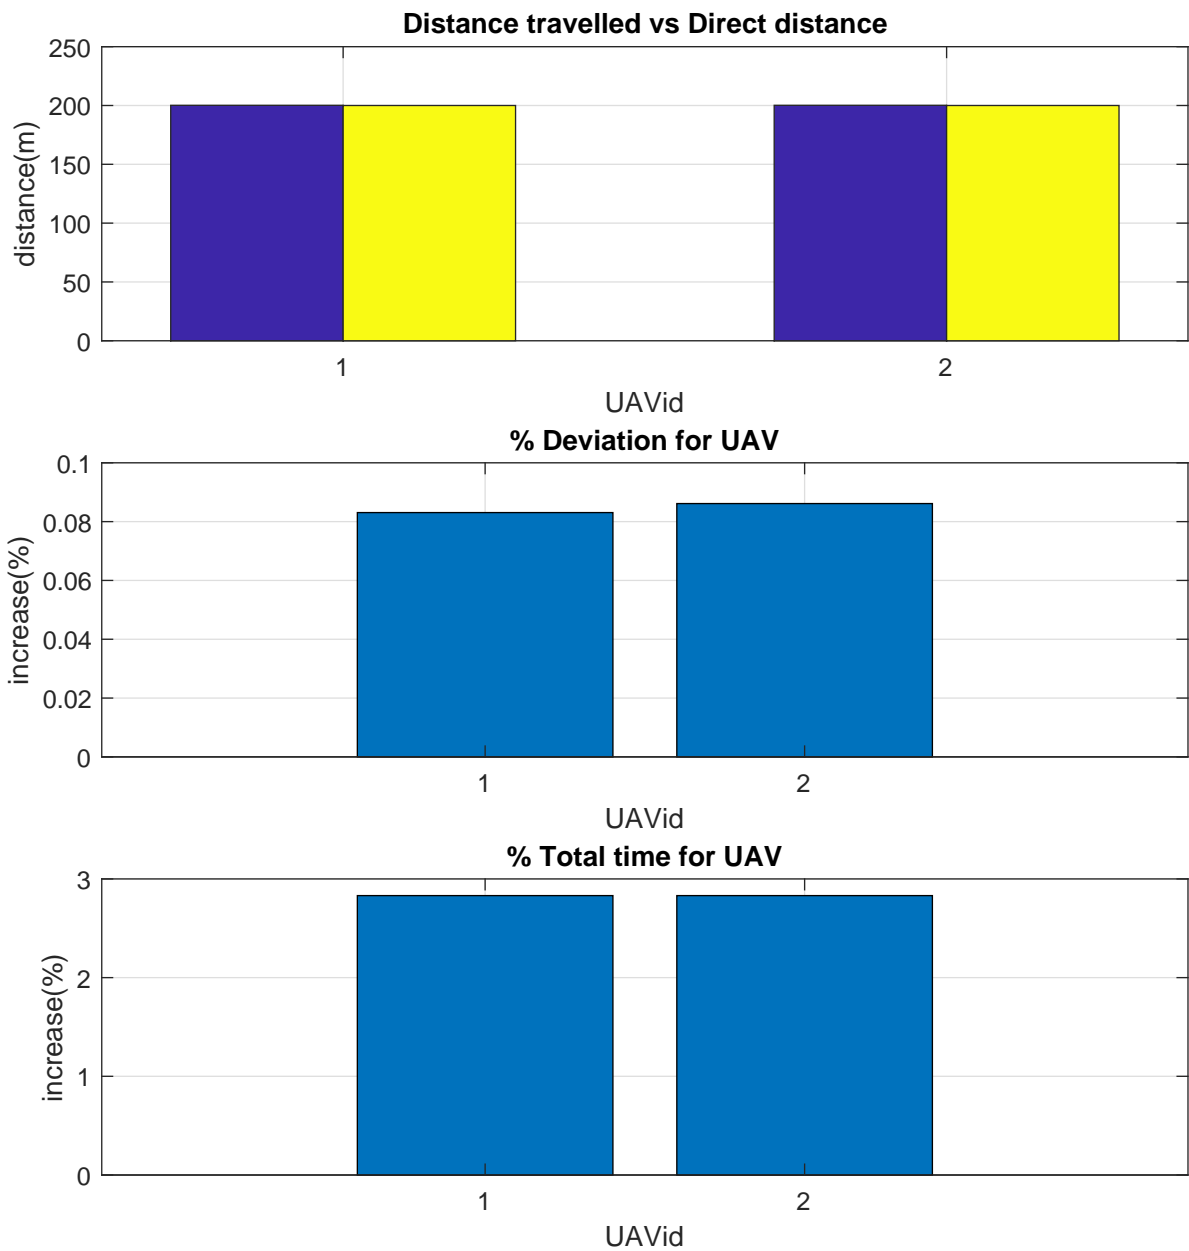 Distance travelled vs Direct distance
250
200
150
100
50
0
distance(m)
1
2
UAVid
% Deviation for UAV
0.1
0.08
0.06
0.04
0.02
0
increase(%)
1
2
UAVid
% Total time for UAV
3
2
1
0
increase(%)
1
2
UAVid